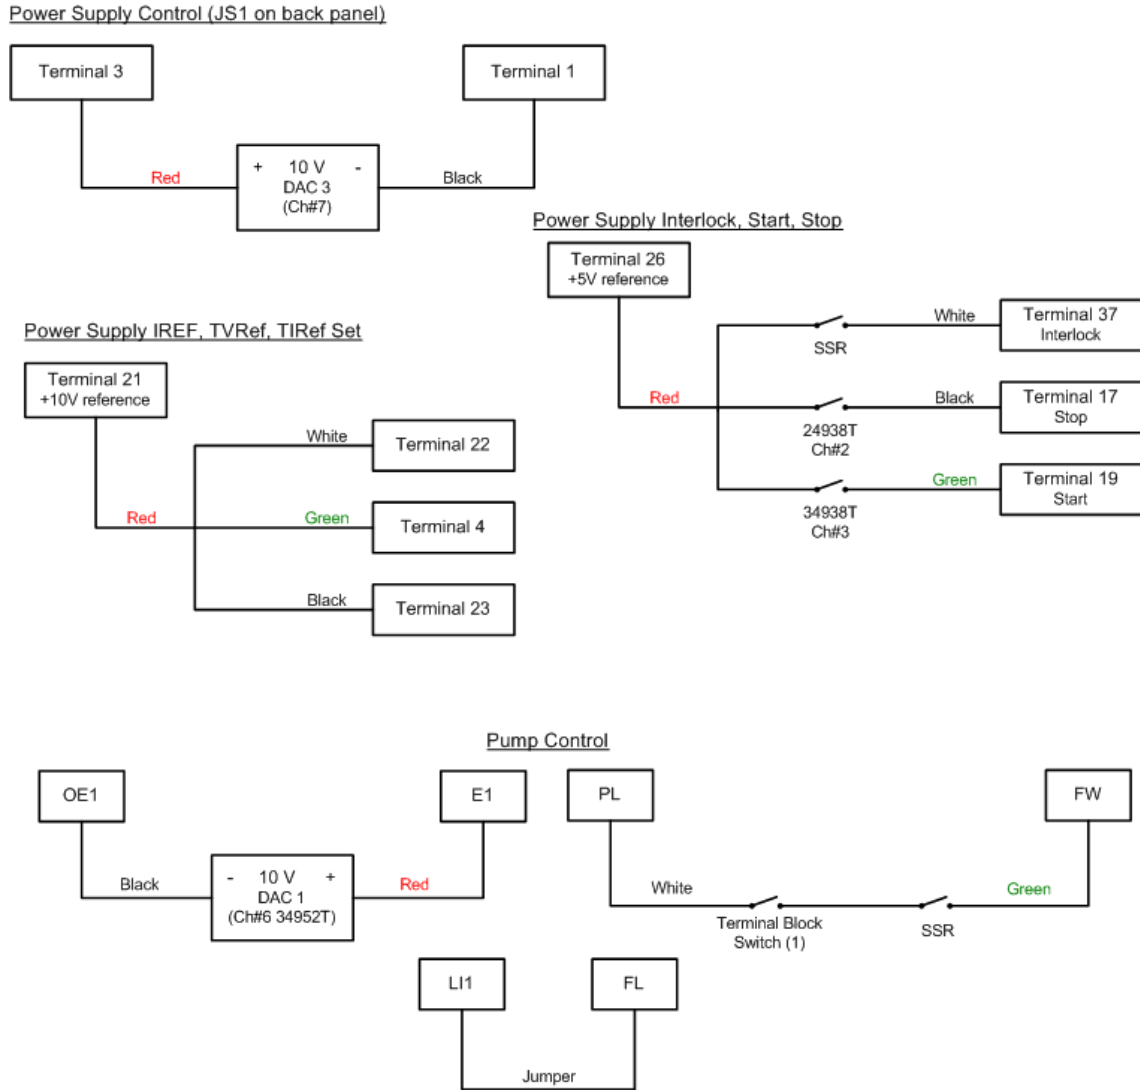 Power Supply Control (JS1 on back panel)
Terminal 3
Terminal 1
+ 10 V -
DAC 3
(Ch#7)
Red
Black
Power Supply Interlock, Start, Stop
Terminal 26
+5V reference
Red
SSR
White
Terminal 37
Interlock
24938T
Ch#2
Black
Terminal 17
Stop
34938T
Ch#3
Green
Terminal 19
Start
Power Supply IREF, TVRef, TIRef Set
Terminal 21
+10V reference
Red
White
Terminal 22
Green
Terminal 4
Black
Terminal 23
Pump Control
OE1
E1
Black
- 10 V +
DAC 1
(Ch#6 34952T)
Red
PL
FW
White
Terminal Block
Switch (1)
SSR
Green
LI1
FL
Jumper